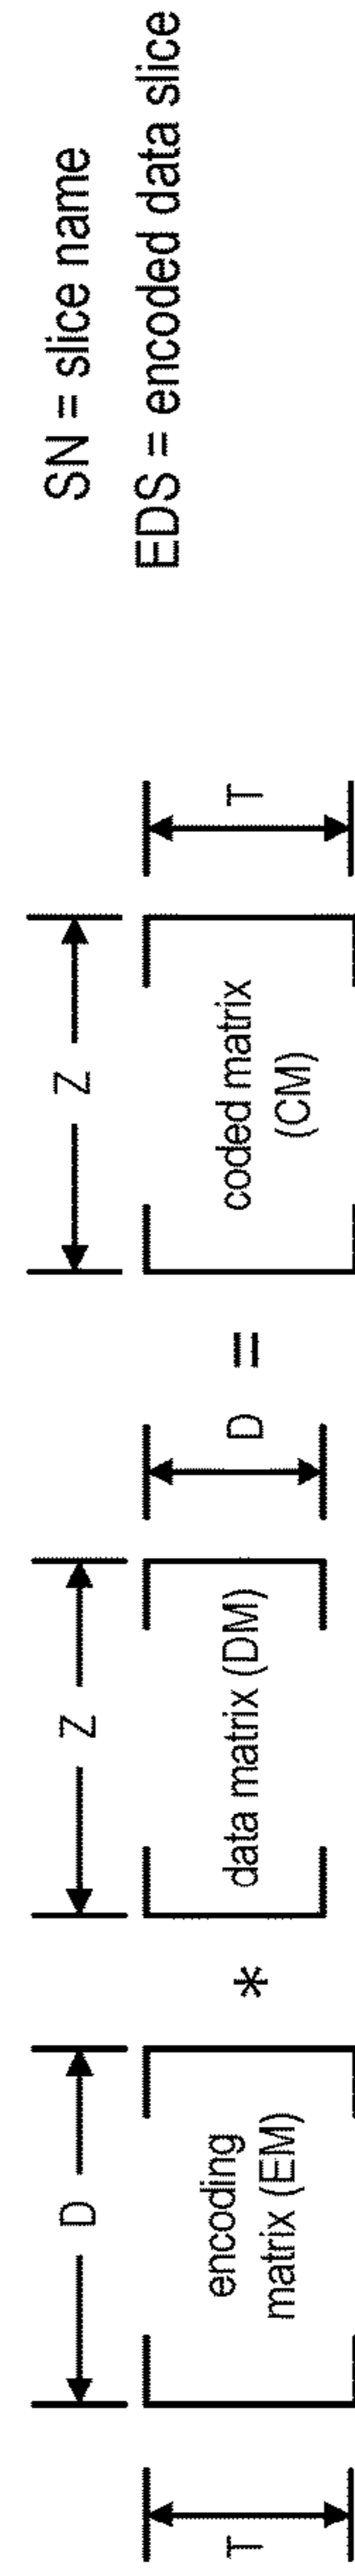 SN = slice name
EDS = encoded data slice
D
Z
Z
T
encoding
matrix (EM)
*
data matrix (DM)
D
=
coded matrix
(CM)
T